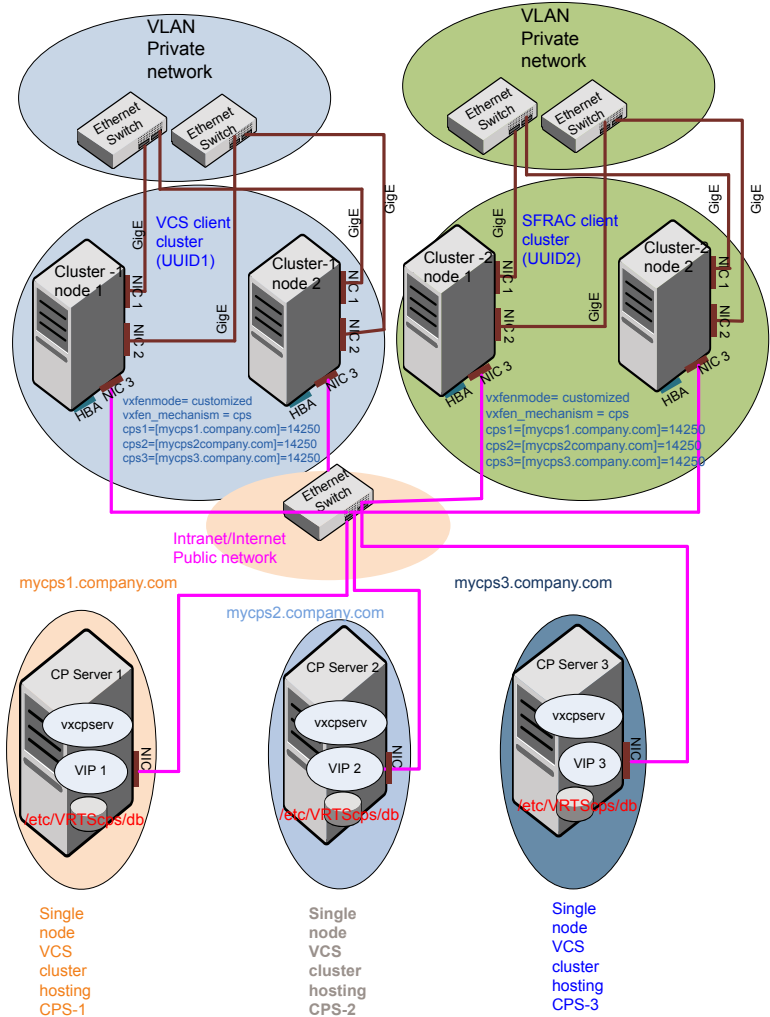 VLAN
Private
network
VLAN
Private
network
Ethernet
Switch
Ethernet
Switch
Ethernet
Switch
Ethernet
Switch
GigE
GigE
GigE
GigE
GigE
GigE
GigE
GigE
VCS client
cluster
(UUID1)
SFRAC client
cluster
(UUID2)
Cluster -1
node 1
Cluster-1
node 2
Cluster -2
node 1
Cluster-2
node 2
NIC 1
NIC 2
NIC 3
HBA
NIC 1
NIC 2
NIC 3
HBA
NIC 1
NIC 2
NIC 3
HBA
NIC 1
NIC 2
NIC 3
HBA
vxfenmode= customized
vxfen_mechanism = cps
cps1=[mycps1.company.com]=14250
cps2=[mycps2company.com]=14250
cps3=[mycps3.company.com]=14250
vxfenmode= customized
vxfen_mechanism = cps
cps1=[mycps1.company.com]=14250
cps2=[mycps2company.com]=14250
cps3=[mycps3.company.com]=14250
Ethernet
Switch
Intranet/Internet
Public network
mycps1.company.com
mycps2.company.com
mycps3.company.com
CP Server 1
vxcpserv
VIP 1
NIC
/etc/VRTScps/db
CP Server 2
vxcpserv
VIP 2
NIC
/etc/VRTScps/db
CP Server 3
vxcpserv
VIP 3
NIC
/etc/VRTScps/db
Single
node
VCS
cluster
hosting
CPS-1
Single
node
VCS
cluster
hosting
CPS-2
Single
node
VCS
cluster
hosting
CPS-3